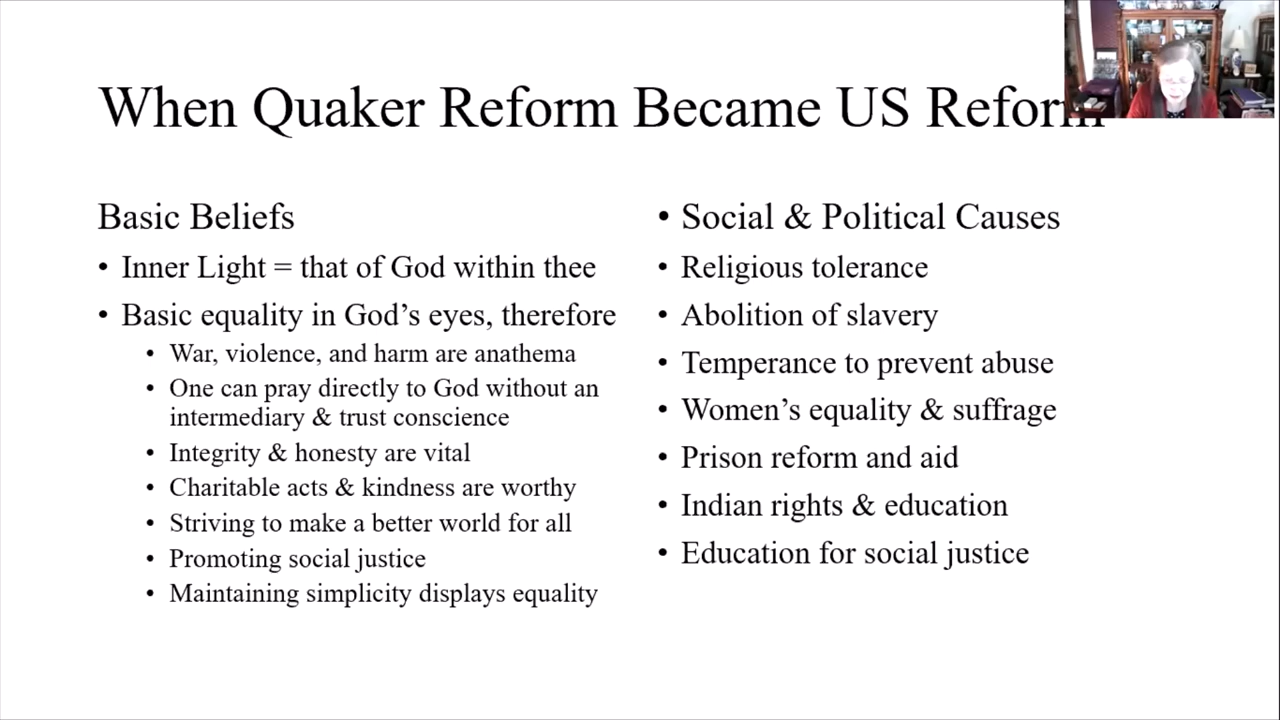 When Quaker Reform Became US Reform
Basic Beliefs
• Inner Light = that of God within thee
• Basic equality in God’s eyes, therefore
• War, violence, and harm are anathema
• One can pray directly to God without an
intermediary & trust conscience
• Integrity & honesty are vital
• Charitable acts & kindness are worthy
• Striving to make a better world for all
• Promoting social justice
• Maintaining simplicity displays equality
• Social & Political Causes
• Religious tolerance
• Abolition of slavery
• Temperance to prevent abuse
• Women’s equality & suffrage
• Prison reform and aid
• Indian rights & education
• Education for social justice